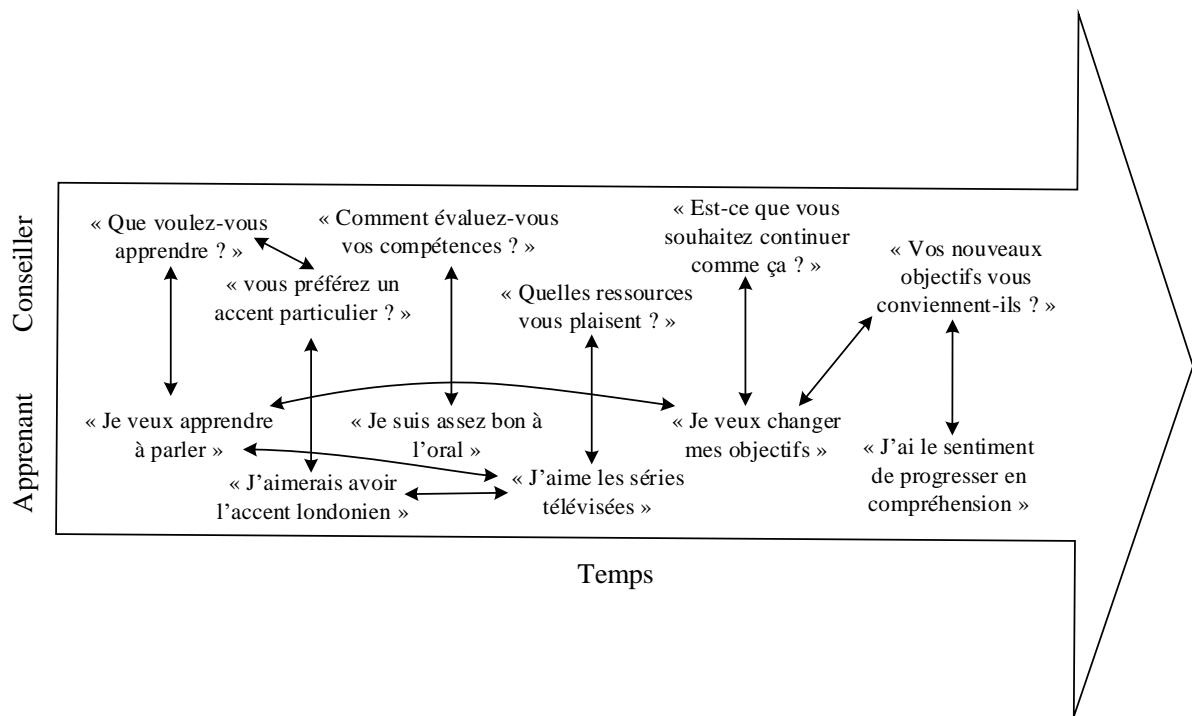 Conseiller
« Que voulez-vous
apprendre ? »
« vous préférez un
accent particulier ? »
« Comment évaluez-vous
vos compétences ? »
« Quelles ressources
vous plaisent ? »
« Est-ce que vous
souhaitez continuer
comme ça ? »
« Vos nouveaux
objectifs vous
conviennent-ils ? »
Apprenant
« Je veux apprendre
à parler »
« J’aimerais avoir
l’accent londonien »
« Je suis assez bon à
l’oral »
« J’aime les séries
télévisées »
« Je veux changer
mes objectifs »
« J’ai le sentiment
de progresser en
compréhension »
Temps